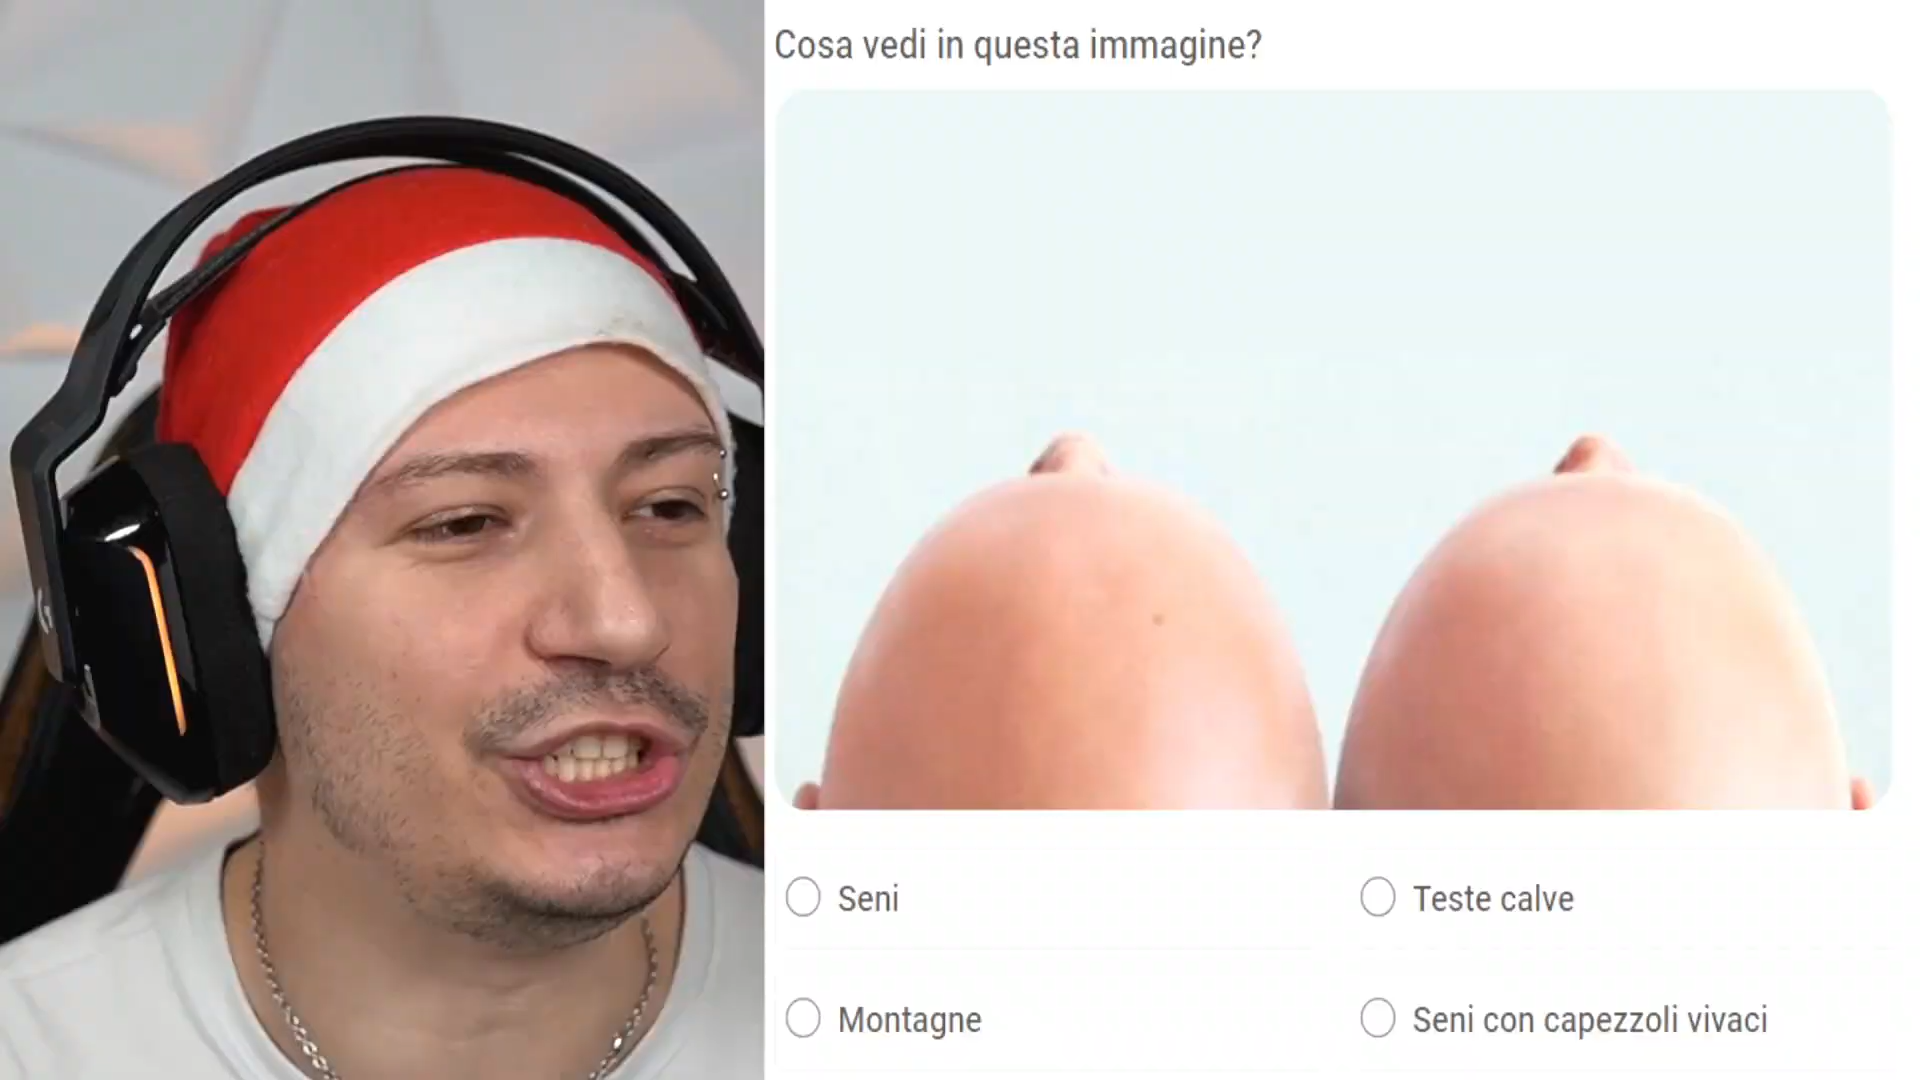 Cosa vedi in questa immagine?
Seni
Teste calve
Montagne
Seni con capezzoli vivaci